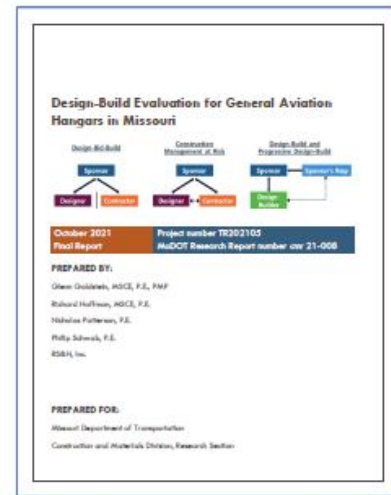 Design-Build Evaluation for General Aviation
Hangars in Missouri
Design-Bid-Build
Construction
Management at Risk
Design-Build and
Progressive Design-Build
Sponsor
Sponsor
Sponsor
Sponsor's Rep
Designer
Contractor
Designer
Contractor
Design
Builder
October 2021
Final Report
Project number TR202105
MoDOT Research Report number cmr 21-008
PREPARED BY:
Glenn Goldstein, MSCE, P.E., PMP
Richard Hoffman, MSCE, P.E.
Nicholas Patterson, P.E.
Philip Schwab, P.E.
RS&H, Inc.
PREPARED FOR:
Missouri Department of Transportation
Construction and Materials Division, Research Section